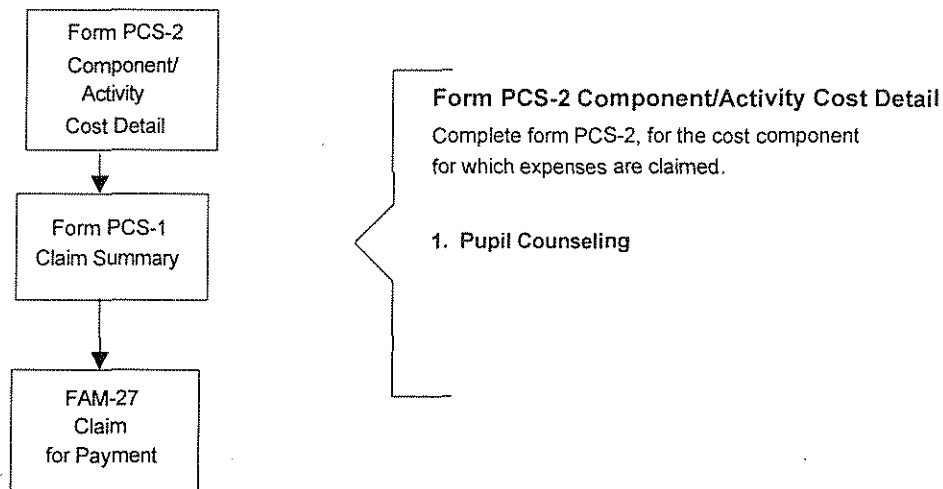 Form PCS-2
Component/
Activity
Cost Detail
Form PCS-1
Claim Summary
FAM-27
Claim
for Payment
Form PCS-2 Component/Activity Cost Detail
Complete form PCS-2, for the cost component
for which expenses are claimed.
1. Pupil Counseling